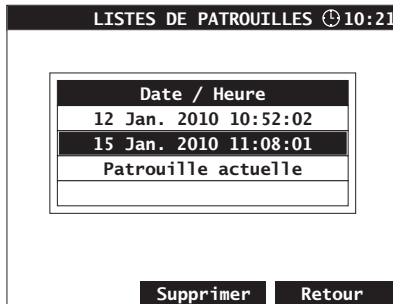 LISTES DE PATROUILLES 10:21
Date / Heure
12 Jan. 2010 10:52:02
15 Jan. 2010 11:08:01
Patrouille actuelle
Supprimer Retour